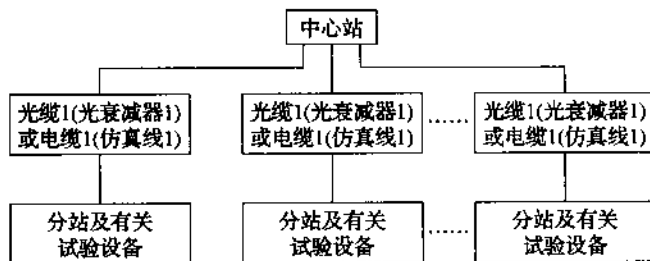 中心站
光缆1(光衰减器1)
或电缆1(仿真线1)
光缆1(光衰减器1)
或电缆1(仿真线1)
……
光缆1(光衰减器1)
或电缆1(仿真线1)
分站及有关
试验设备
分站及有关
试验设备
……
分站及有关
试验设备